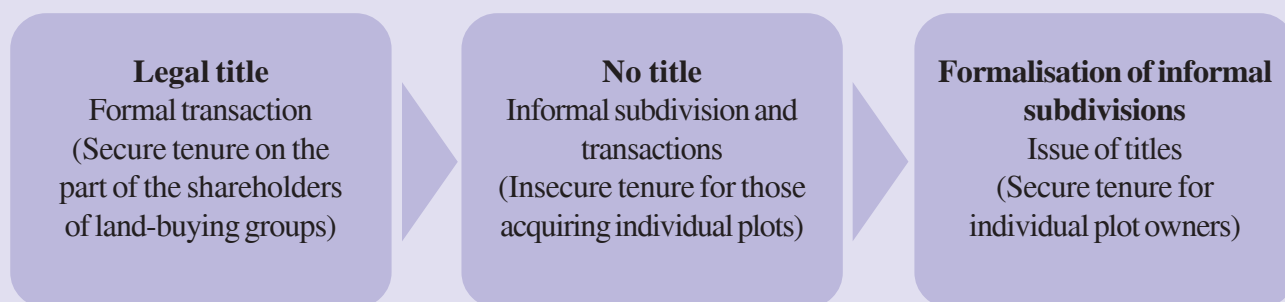 Legal title
Formal transaction
(Secure tenure on the
part of the shareholders
of land-buying groups)
No title
Informal subdivision and
transactions
(Insecure tenure for those
acquiring individual plots)
Formalisation of informal
subdivisions
Issue of titles
(Secure tenure for
individual plot owners)